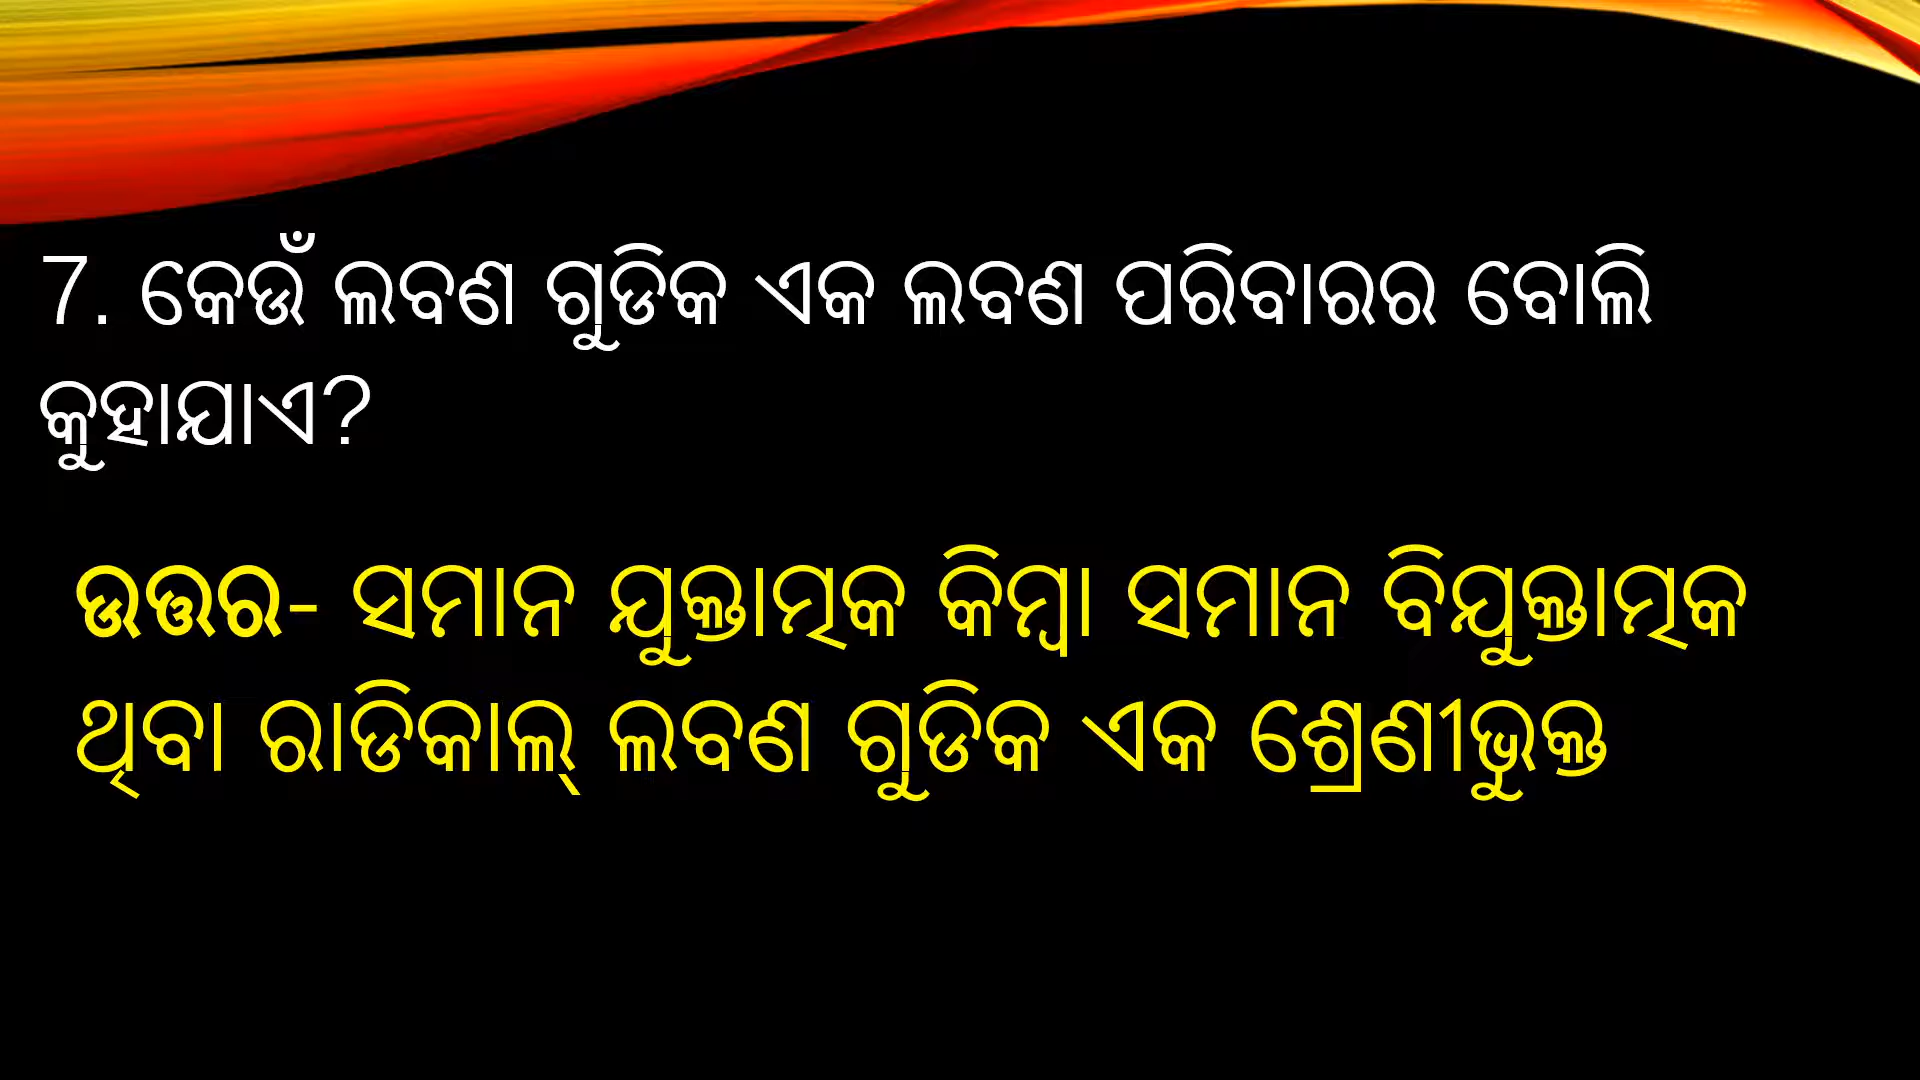 7. କେଉଁ ଲବଣ ଗୁଡିକ ଏକ ଲବଣ ପରିବାରର ବୋଲି
କୁହାଯାଏ?
ଉତ୍ତର- ସମାନ ଯୁକ୍ତାତ୍ମକ କିମ୍ବା ସମାନ ବିଯୁକ୍ତାତ୍ମକ
ଥିବା ରାଡିକାଲ୍ ଲବଣ ଗୁଡିକ ଏକ ଶ୍ରେଣୀଭୁକ୍ତ